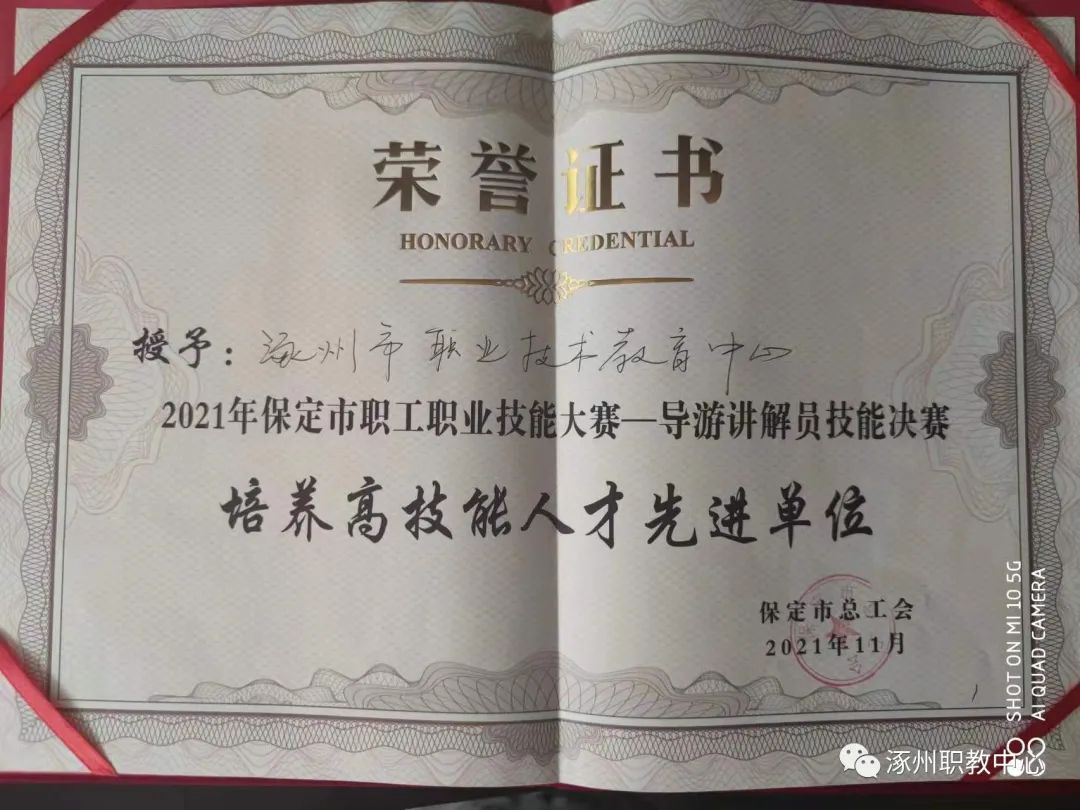 荣誉证书
HONORARY CREDENTIAL
授予：涿州市职业技术教育中心
2021年保定市职工职业技能大赛—导游讲解员技能决赛
培养高技能人才先进单位
保定市总工会
2021年11月
SHOT ON MI 10 5G
AI QUAD CAMERA
涿州职教中心